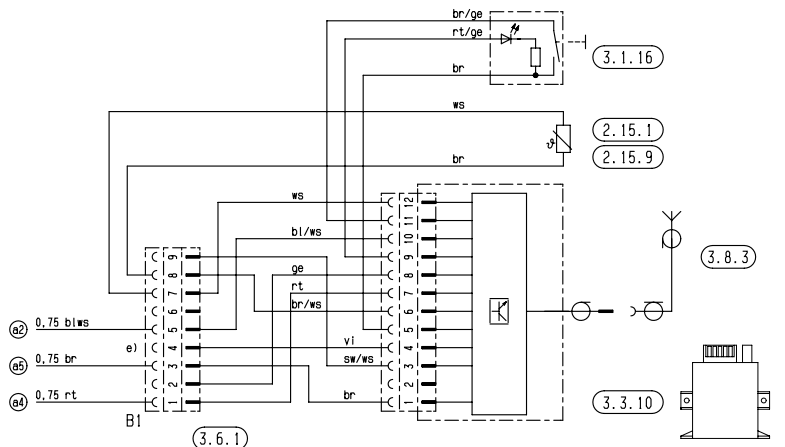 br/ge
rt/ge
br
3.1.16
ws
2.15.1
ϑ
br
2.15.9
ws
12
11
bl/ws
10
9
9
ge
8
8
rt
7
7
br/ws
6
6
3.8.3
a2 0,75 blws
5
5
e)
4
vi
4
a5 0,75 br
3
sw/ws
3
2
2
a4 0,75 rt
1
br
1
3.3.10
B1
3.6.1